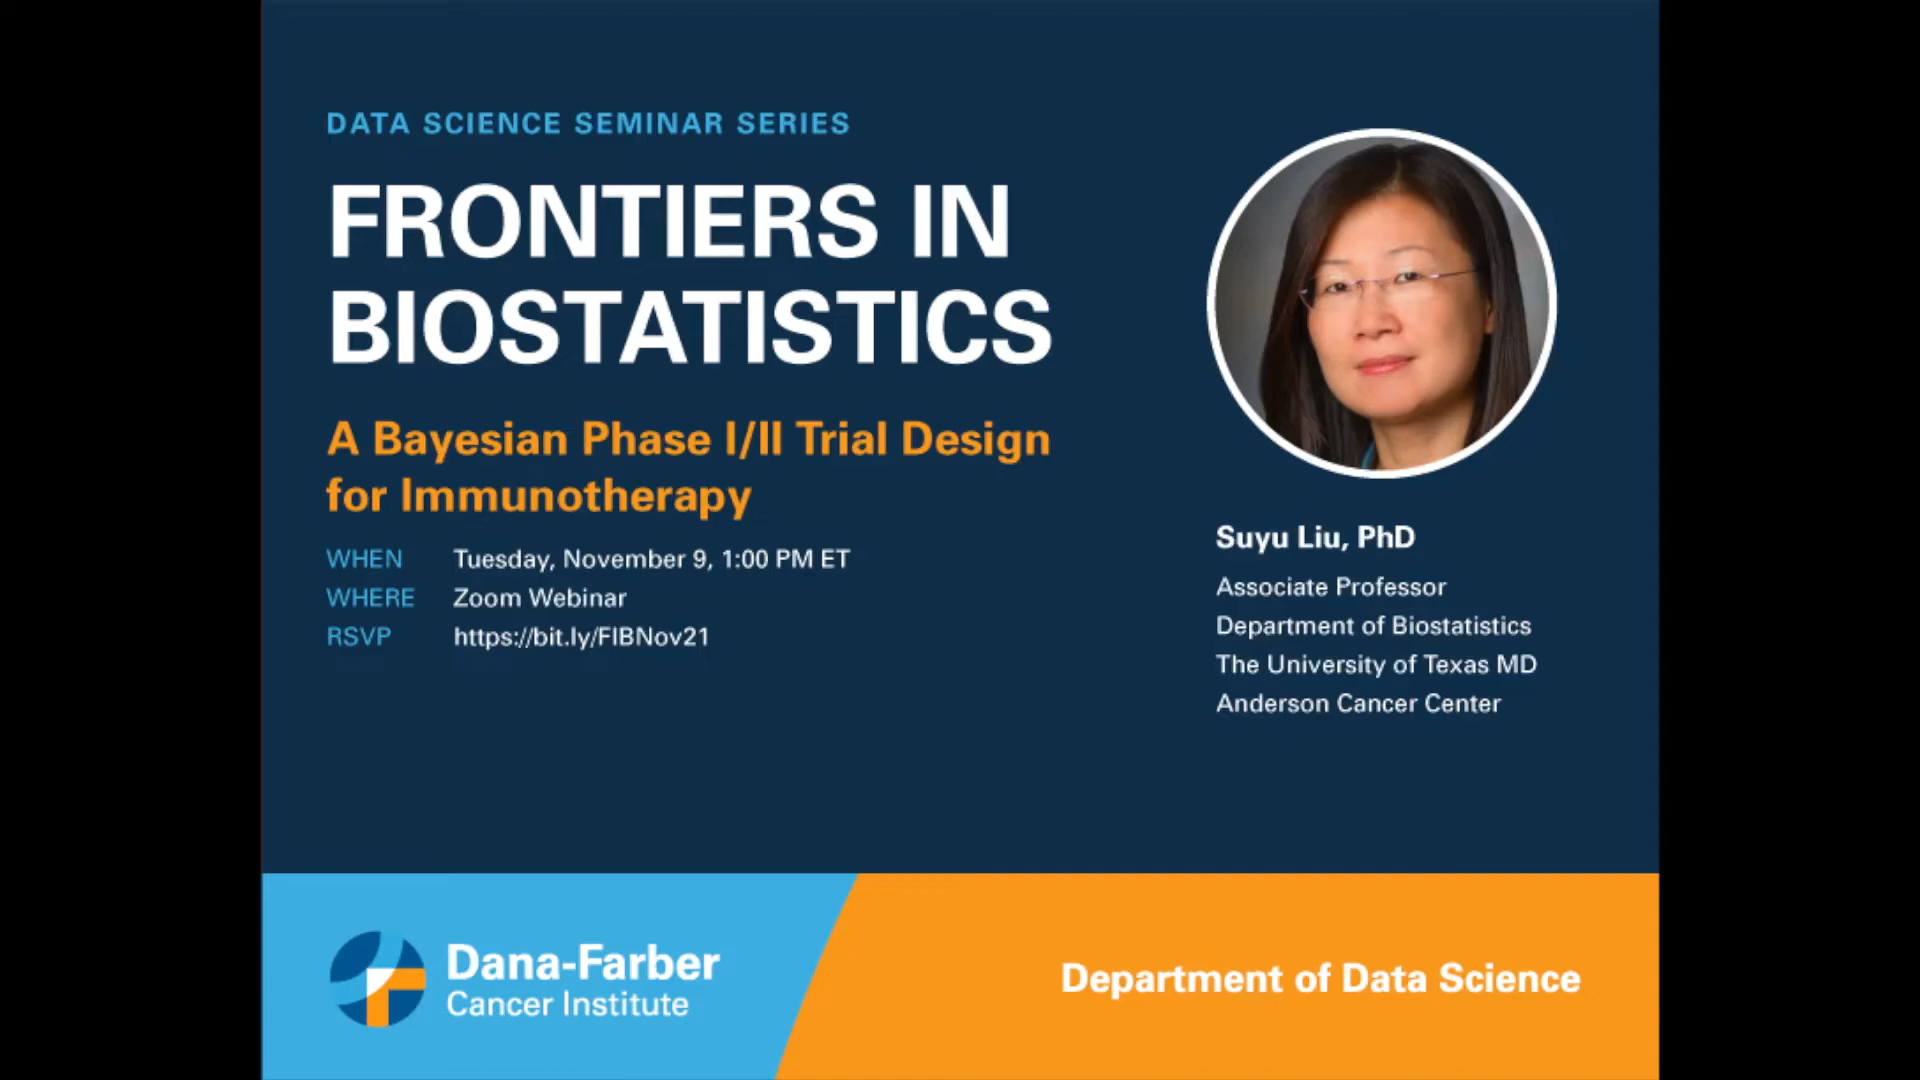 DATA SCIENCE SEMINAR SERIES
FRONTIERS IN
BIOSTATISTICS
A Bayesian Phase I/II Trial Design
for Immunotherapy
WHEN Tuesday, November 9, 1:00 PM ET
WHERE Zoom Webinar
RSVP https://bit.ly/FIBNov21
Suyu Liu, PhD
Associate Professor
Department of Biostatistics
The University of Texas MD
Anderson Cancer Center
Dana-Farber
Cancer Institute
Department of Data Science